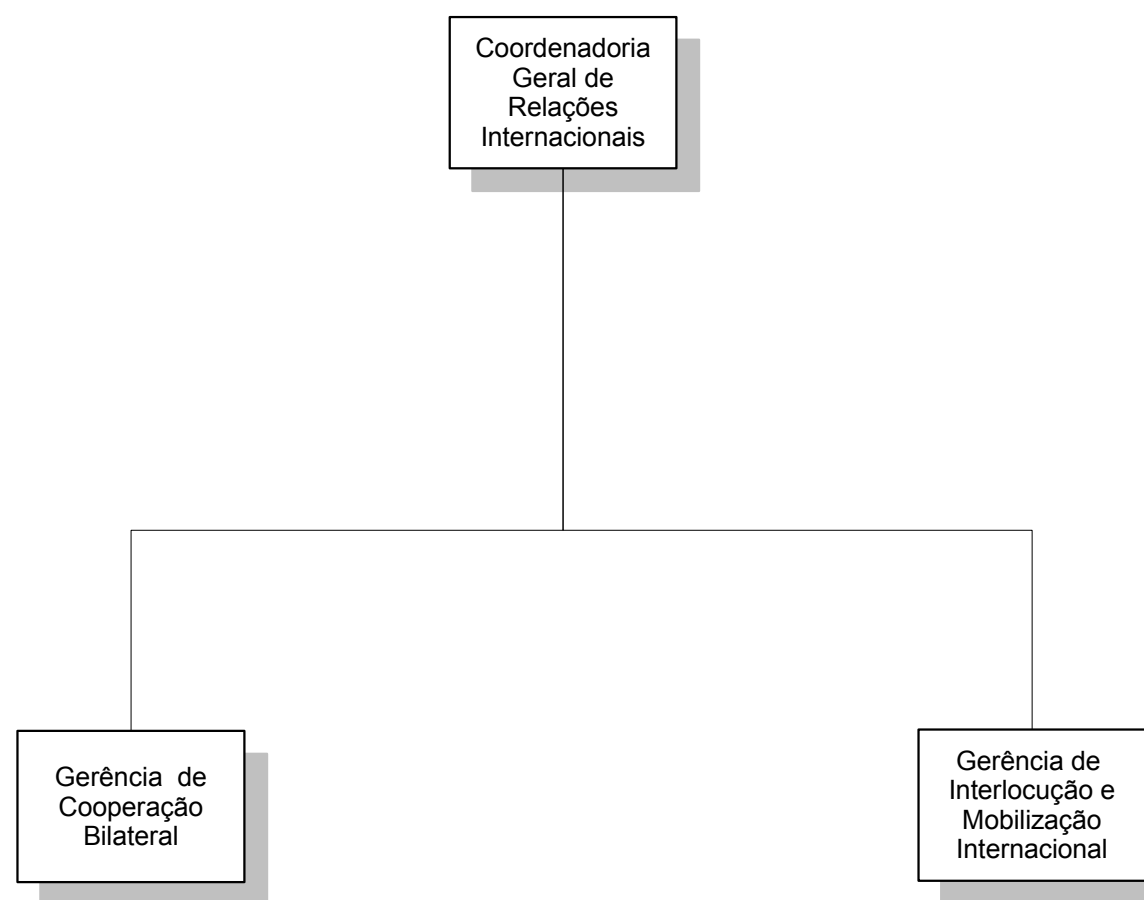 Coordenadoria
Geral de
Relações
Internacionais
Gerência de
Cooperação
Bilateral
Gerência de
Interlocução e
Mobilização
Internacional